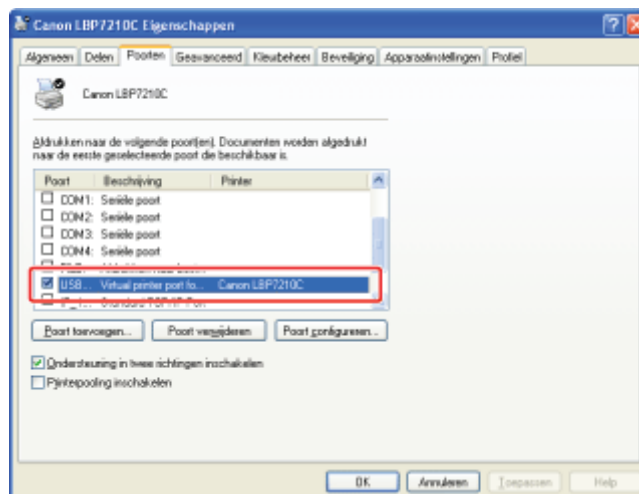 Canon LBP7210C Eigenschappen
Algemeen Delen Poorten Geavanceerd Kleurbeheer Beveiliging Apparaatinstellingen Profiel
Canon LBP7210C
Afdrukken naar de volgende poort(en). Documenten worden afgedrukt
naar de eerste geselecteerde poort die beschikbaar is.
Poort Beschrijving Printer
COM1: Seriële poort
COM2: Seriële poort
COM3: Seriële poort
COM4: Seriële poort
USB... Virtual printer port fo... Canon LBP7210C
Poort toevoegen... Poort verwijderen Poort configureren...
Ondersteuning in twee richtingen inschakelen
Printerpooling inschakelen
OK Annuleren Toepassen Help